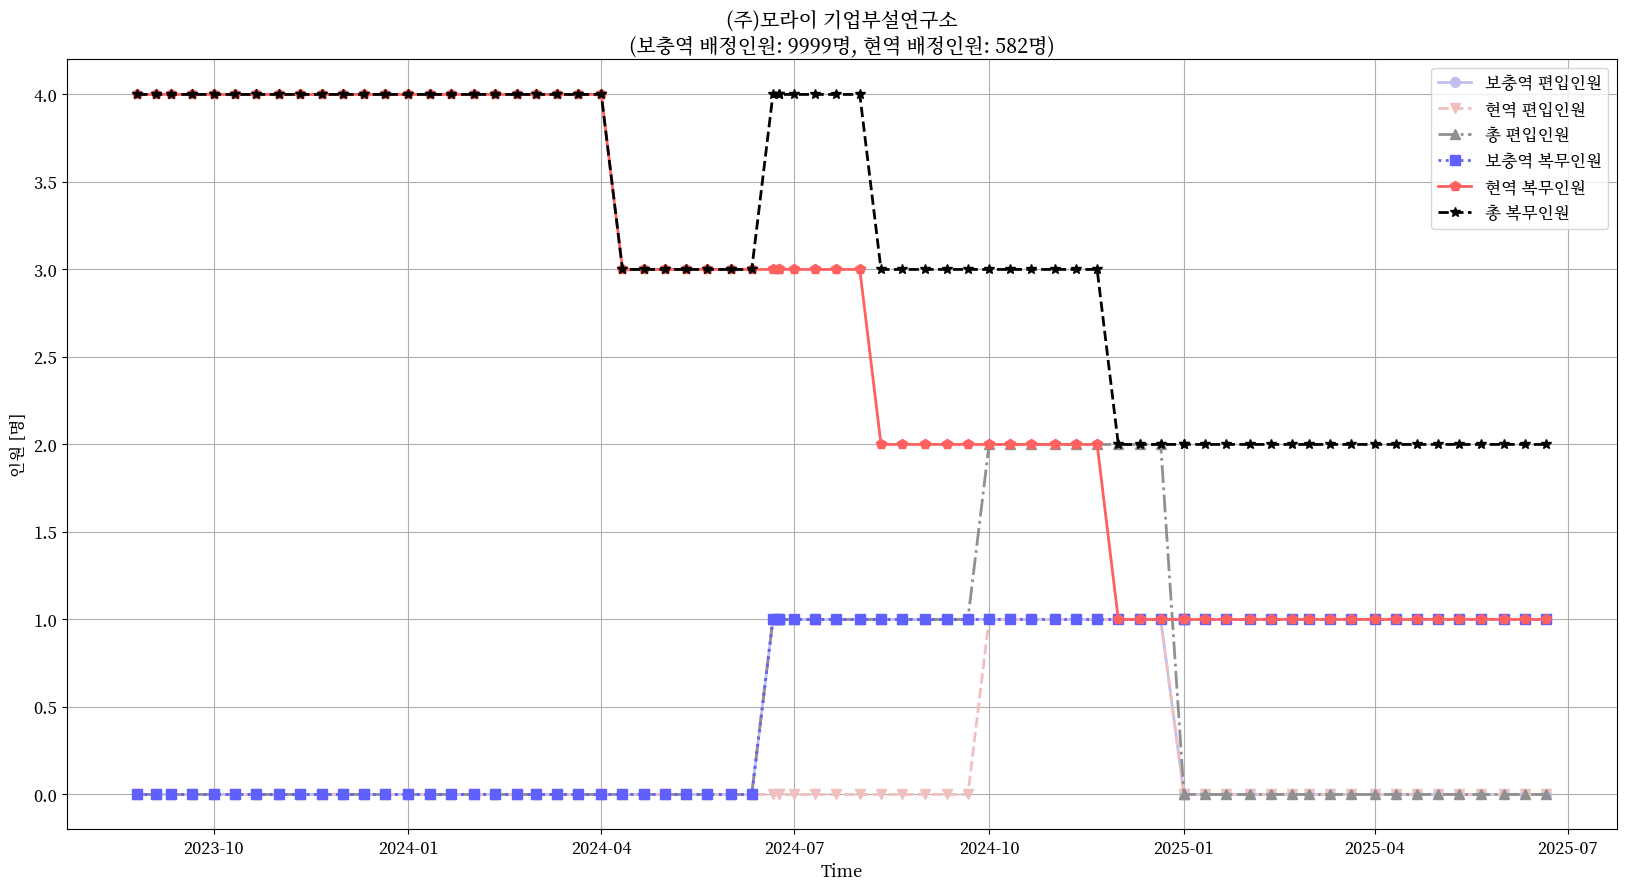 (주)모라이 기업부설연구소
(보충역 배정인원: 9999명, 현역 배정인원: 582명)
보충역 편입인원
현역 편입인원
총 편입인원
보충역 복무인원
현역 복무인원
총 복무인원
인원 [명]
4.0
3.5
3.0
2.5
2.0
1.5
1.0
0.5
0.0
2023-10
2024-01
2024-04
2024-07
2024-10
2025-01
2025-04
2025-07
Time